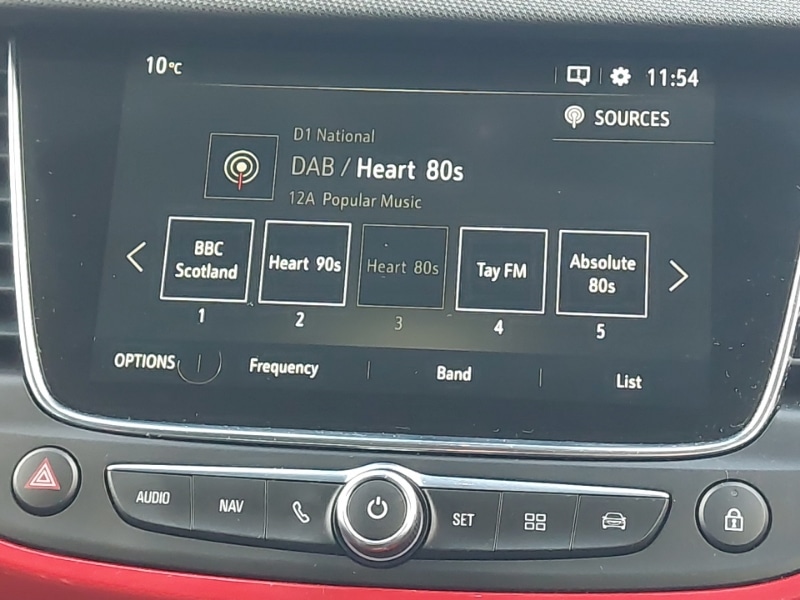 10°C
11:54
SOURCES
D1 National
DAB / Heart 80s
12A Popular Music
BBC Scotland
Heart 90s
Heart 80s
Tay FM
Absolute 80s
1
2
3
4
5
OPTIONS
Frequency
Band
List
AUDIO
NAV
SET